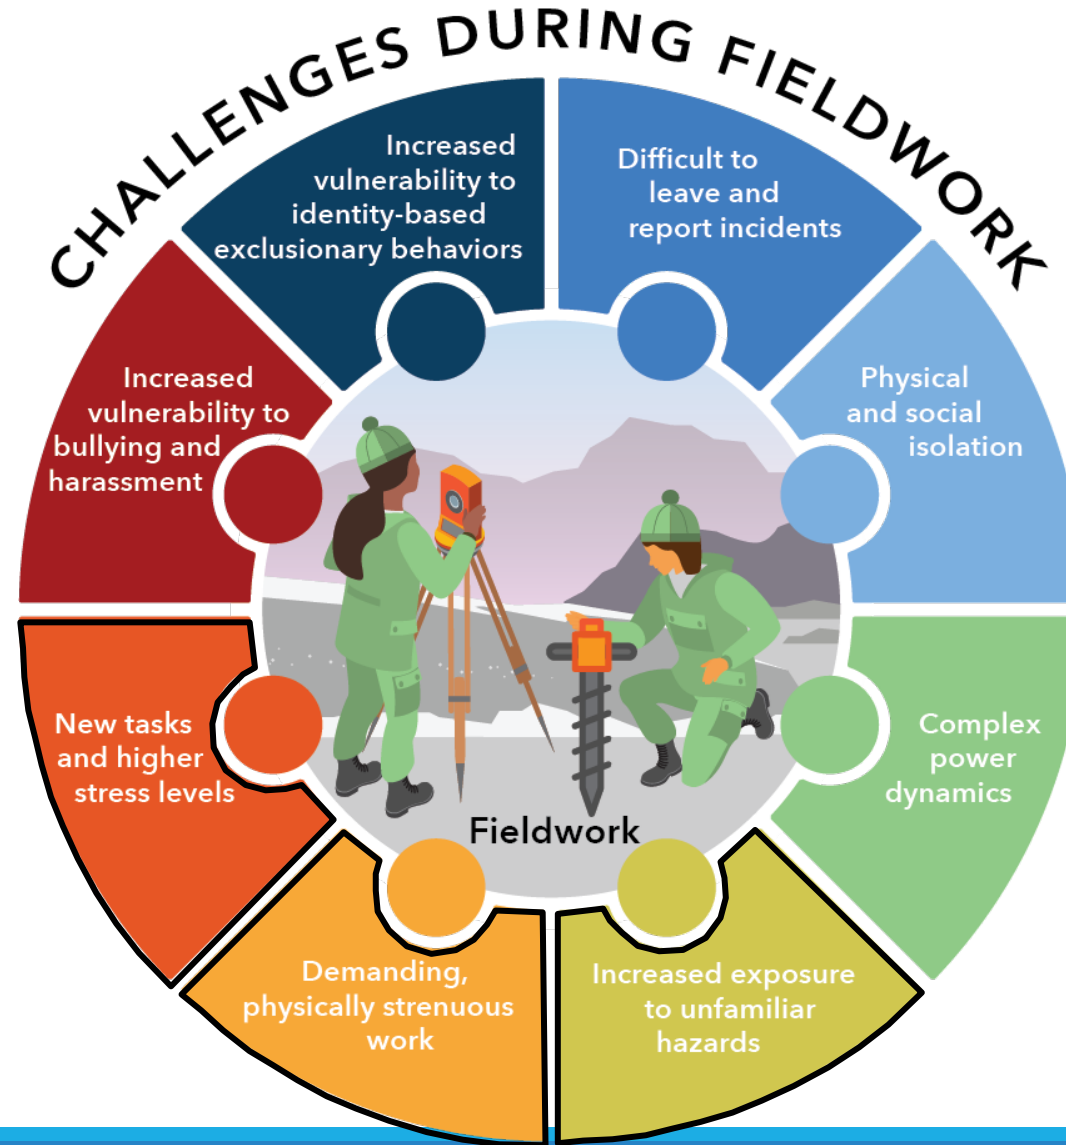 CHALLENGES DURING FIELDWORK
Increased
vulnerability to
identity-based
exclusionary behaviors
Difficult to
leave and
report incidents
Physical
and social
isolation
Complex
power
dynamics
Increased exposure
to unfamiliar
hazards
Demanding,
physically strenuous
work
New tasks
and higher
stress levels
Increased
vulnerability to
bullying and
harassment
Fieldwork